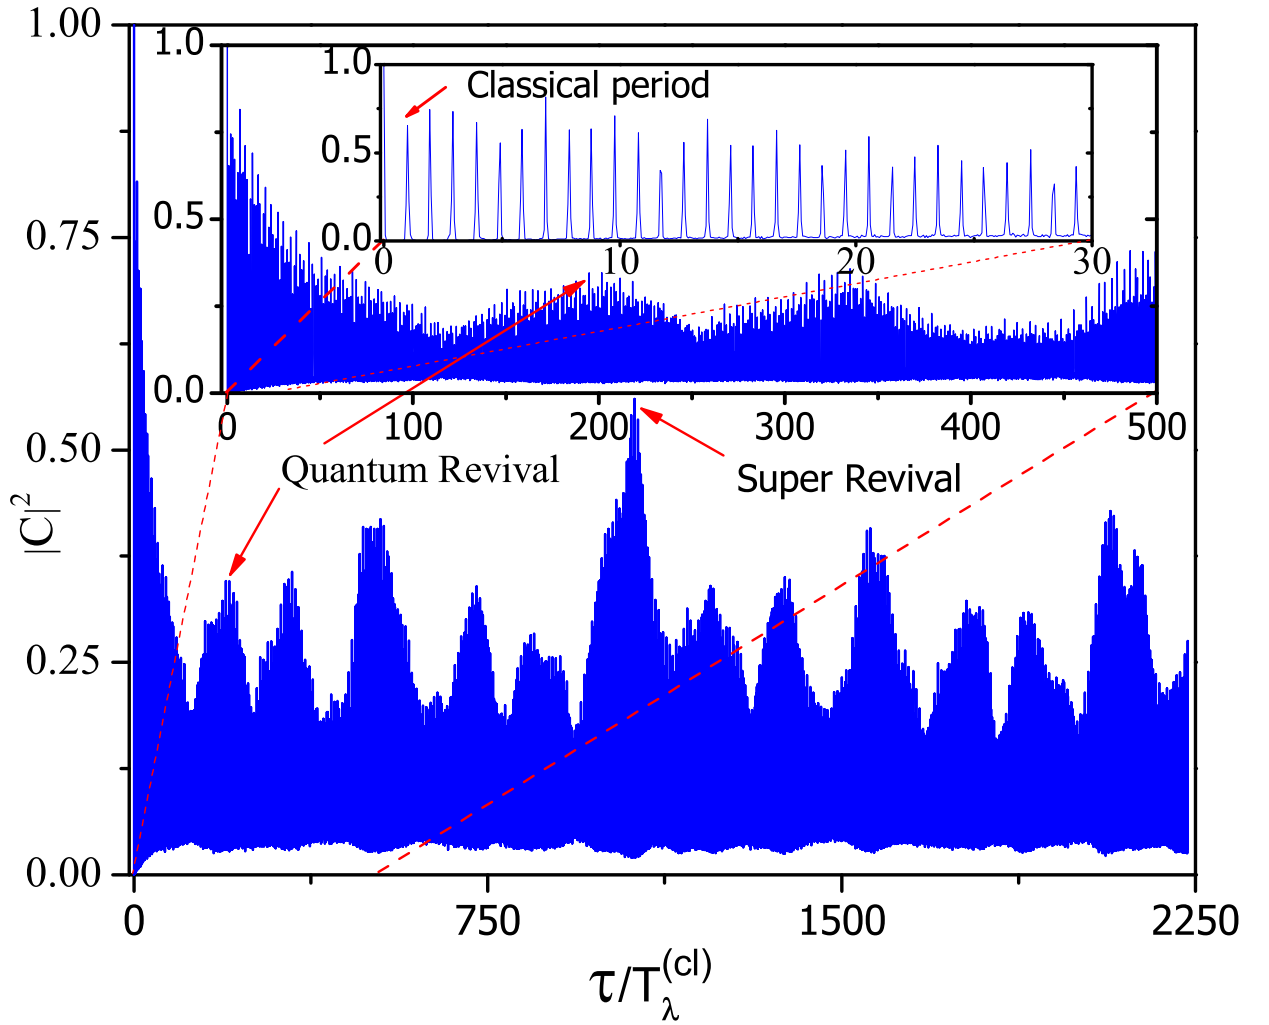 1.00
1.0
1.0
Classical period
0.5
0.5
0.75
0.0
0 10 20 30
0.0
0 100 200 300 400 500
0.50
Quantum Revival
Super Revival
|C|²
0.25
0.00
0 750 1500 2250
τ/T_λ^(cl)